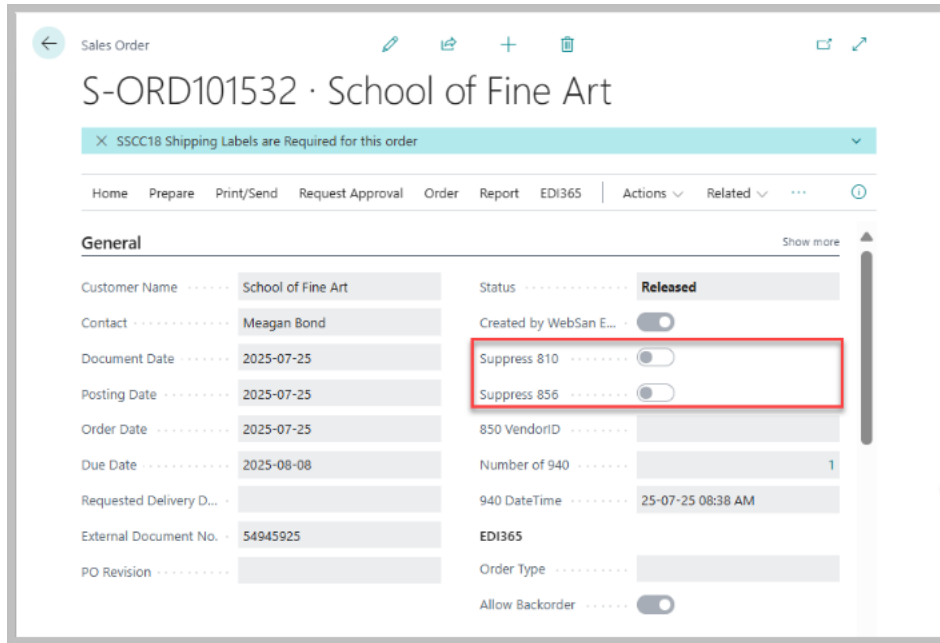 Sales Order
S-ORD101532 · School of Fine Art
SSCC18 Shipping Labels are Required for this order
Home Prepare Print/Send Request Approval Order Report EDI365 Actions Related ...
General Show more
Customer Name School of Fine Art Status Released
Contact Meagan Bond Created by WebSan E...
Document Date 2025-07-25 Suppress 810
Posting Date 2025-07-25 Suppress 856
Order Date 2025-07-25 850 VendorID
Due Date 2025-08-08 Number of 940 1
Requested Delivery D... 940 DateTime 25-07-25 08:38 AM
External Document No. 54945925 EDI365
PO Revision Order Type
Allow Backorder